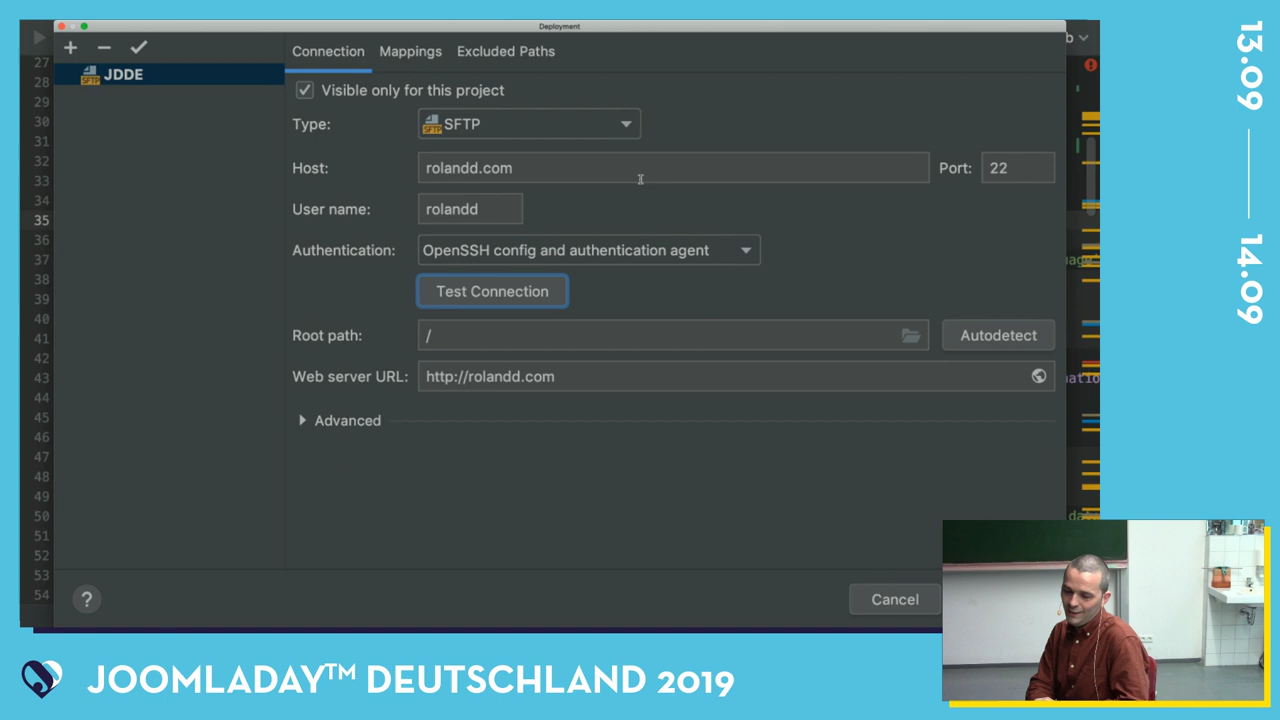 Deployment
Connection Mappings Excluded Paths
JDDE
SFTP
Visible only for this project
Type: SFTP
Host: rolandd.com Port: 22
User name: rolandd
Authentication: OpenSSH config and authentication agent
Test Connection
Root path: / Autodetect
Web server URL: http://rolandd.com
Advanced
? Cancel
27
28
29
30
31
32
33
34
35
36
37
38
39
40
41
42
43
44
45
46
47
48
49
50
51
52
53
54
13.09
14.09
JOOMLADAY™ DEUTSCHLAND 2019